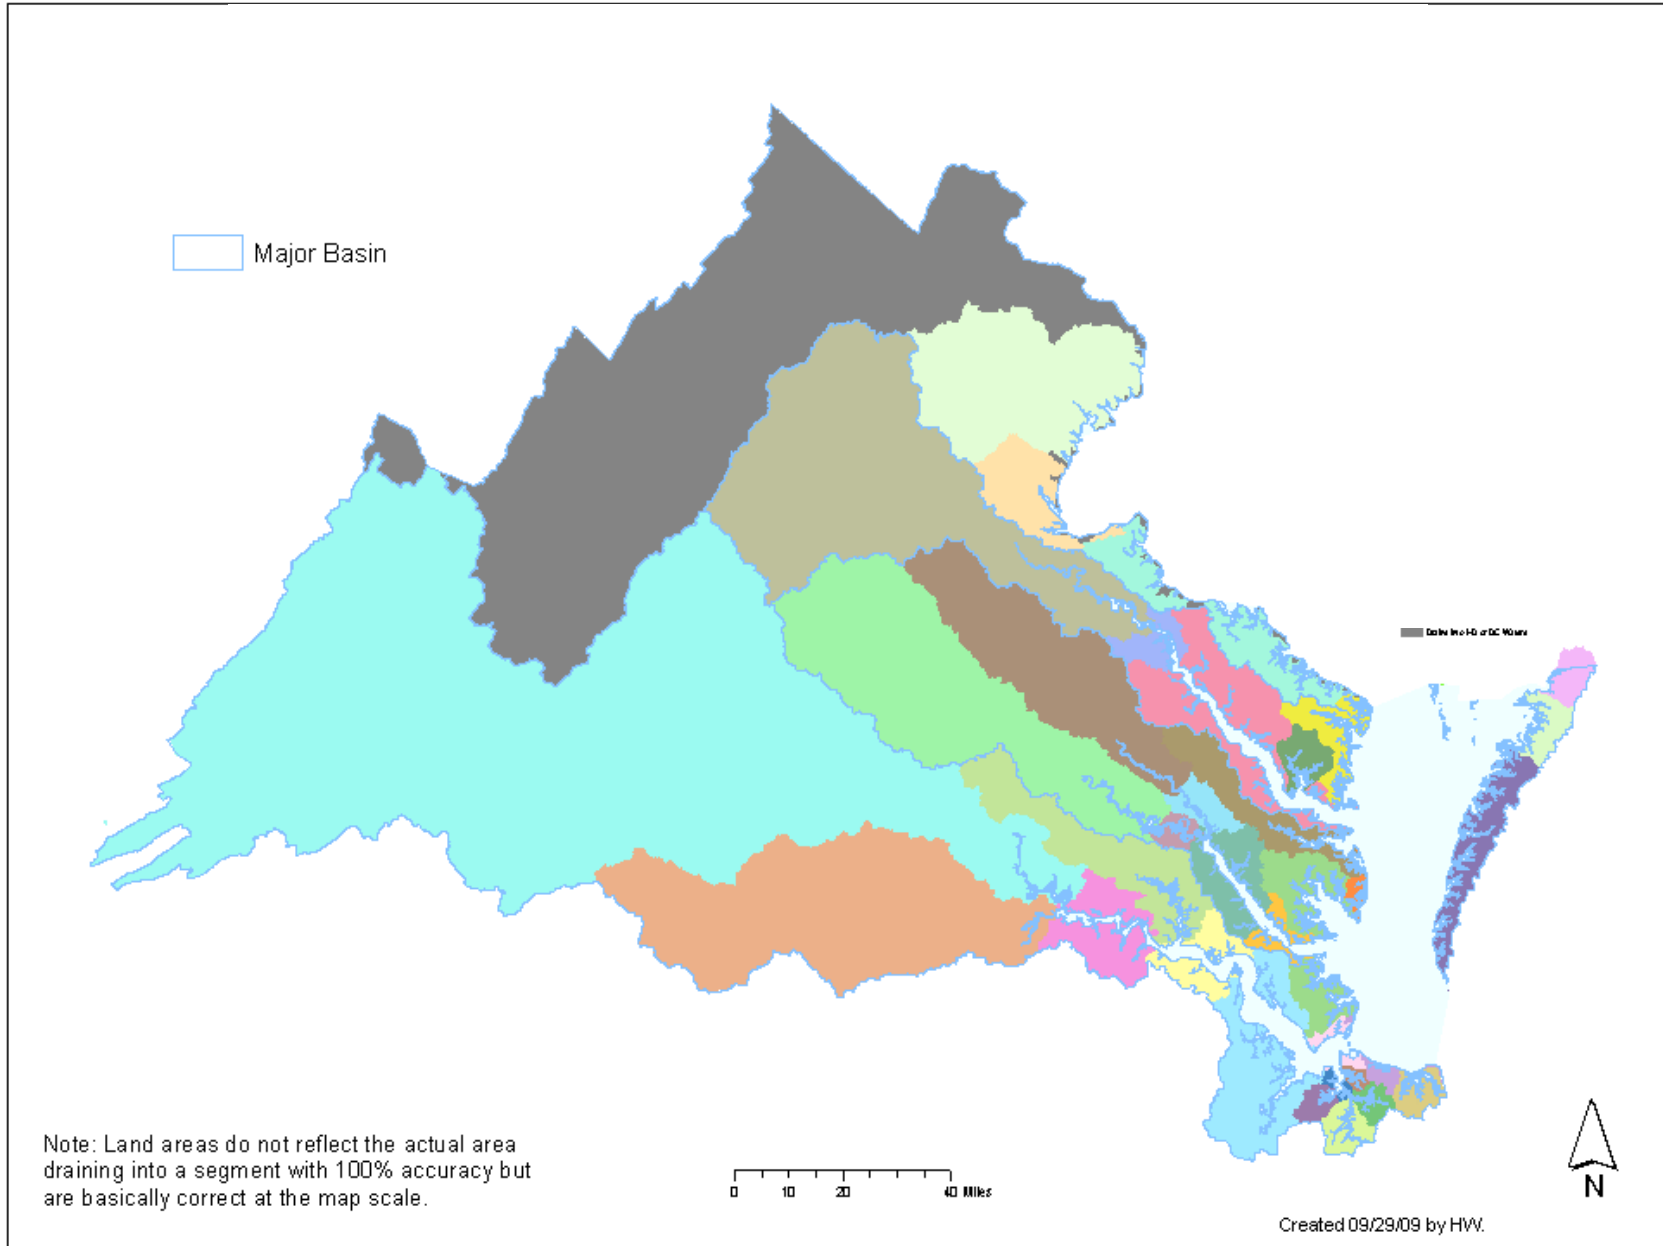 Major Basin
Note: Land areas do not reflect the actual area
draining into a segment with 100% accuracy but
are basically correct at the map scale.
0 10 20 40 Miles
N
Created 09/29/09 by HW.